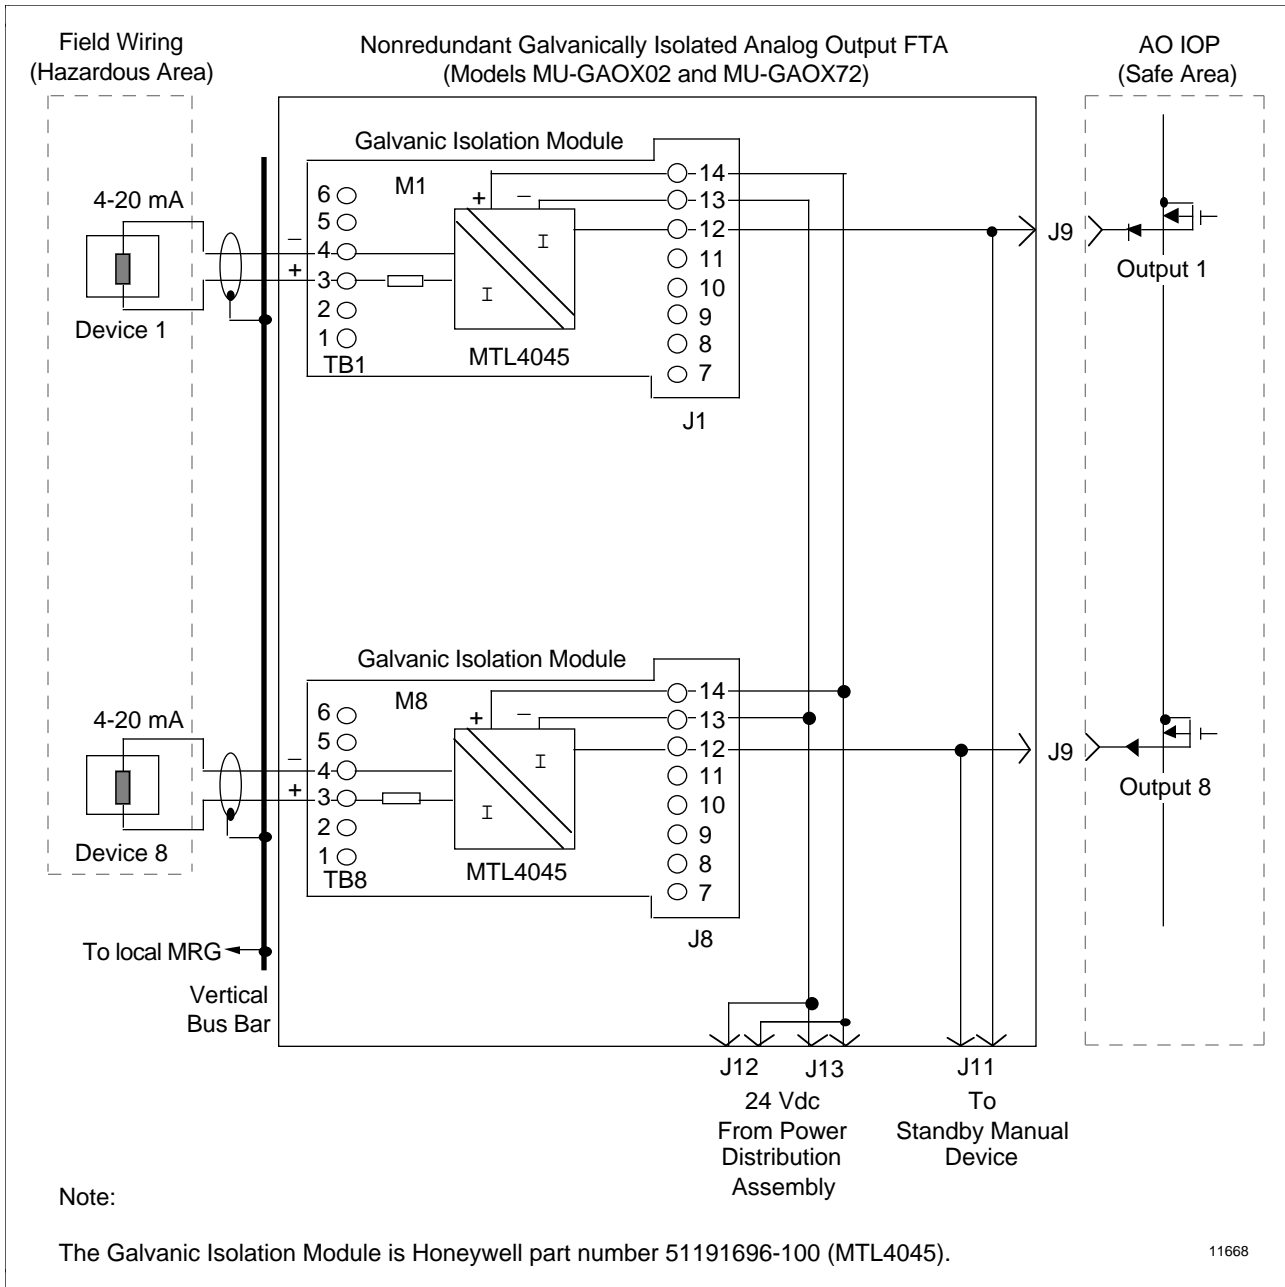 Field Wiring
(Hazardous Area)
Nonredundant Galvanically Isolated Analog Output FTA
(Models MU-GAOX02 and MU-GAOX72)
AO IOP
(Safe Area)
Galvanic Isolation Module
M1
4-20 mA
6
5
4
3
2
1
TB1
+
–
–
+
I
I
MTL4045
14
13
12
11
10
9
8
7
J1
J9
Output 1
Device 1
Galvanic Isolation Module
M8
4-20 mA
6
5
4
3
2
1
TB8
+
–
–
+
I
I
MTL4045
14
13
12
11
10
9
8
7
J8
J9
Output 8
Device 8
To local MRG
Vertical
Bus Bar
J12
J13
J11
24 Vdc
From Power
Distribution
Assembly
To
Standby Manual
Device
Note:
The Galvanic Isolation Module is Honeywell part number 51191696-100 (MTL4045).
11668